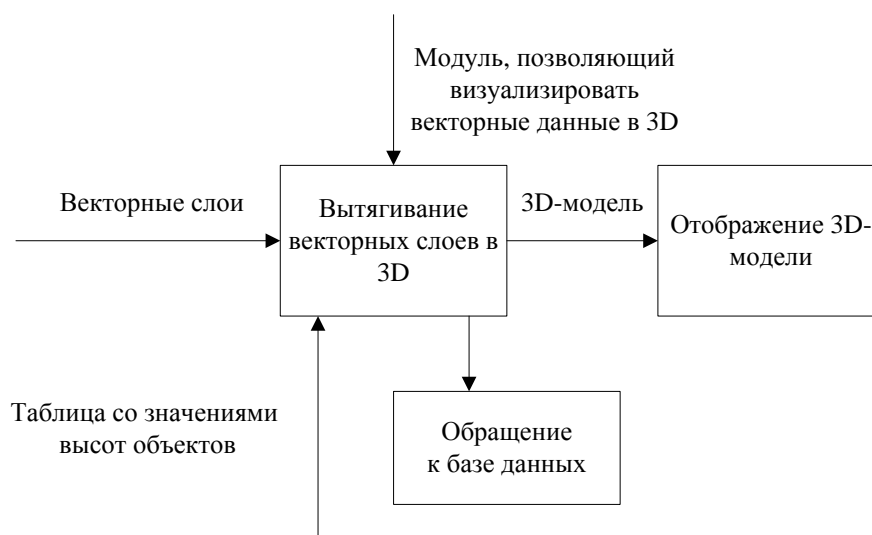 Модуль, позволяющий
визуализировать
векторные данные в 3D
Векторные слои
Вытягивание
векторных слоев в
3D
3D-модель
Отображение 3D-
модели
Таблица со значениями
высот объектов
Обращение
к базе данных